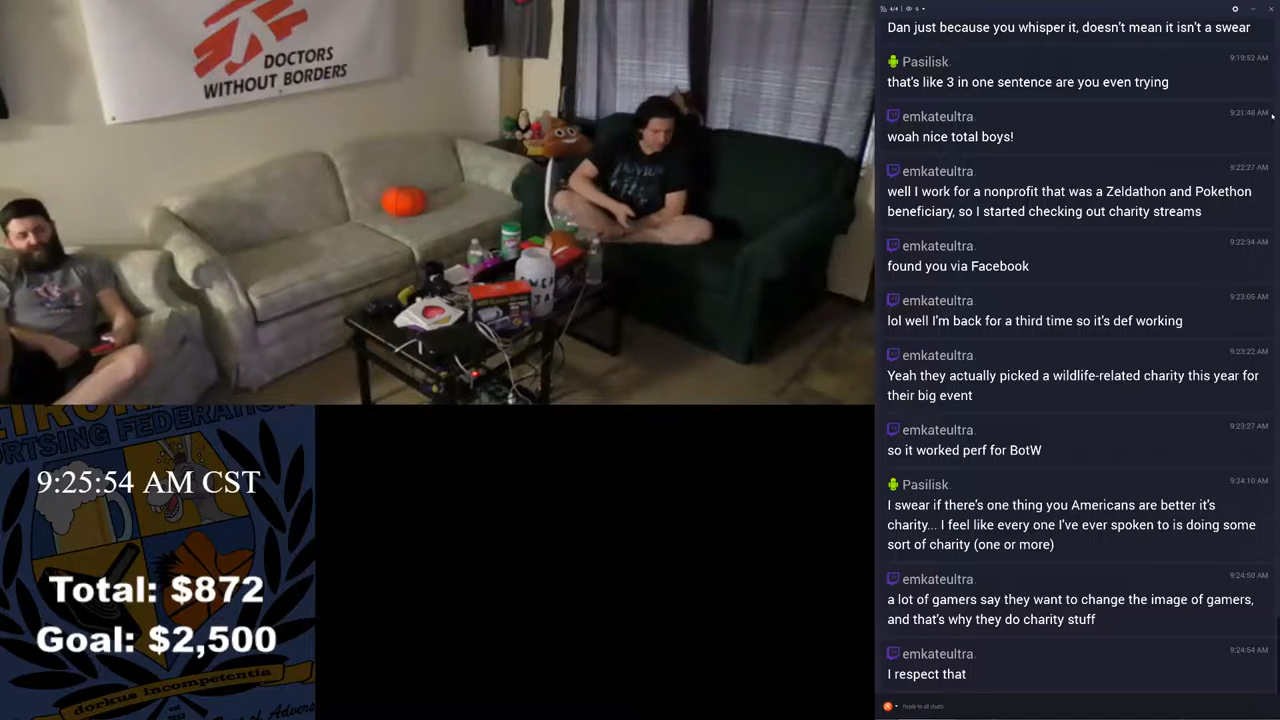 DOCTORS
WITHOUT BORDERS
SPORTSING FEDERATION
9:25:54 AM CST
Total: $872
Goal: $2,500
dorkus incompetentia
Dan just because you whisper it, doesn't mean it isn't a swear
Pasilisk.
9:19:52 AM
that's like 3 in one sentence are you even trying
emkateultra.
9:21:48 AM
woah nice total boys!
emkateultra.
9:22:27 AM
well I work for a nonprofit that was a Zeldathon and Pokethon
beneficiary, so I started checking out charity streams
emkateultra.
9:22:34 AM
found you via Facebook
emkateultra.
9:23:05 AM
lol well I'm back for a third time so it's def working
emkateultra.
9:23:22 AM
Yeah they actually picked a wildlife-related charity this year for
their big event
emkateultra.
9:23:27 AM
so it worked perf for BotW
Pasilisk.
9:24:10 AM
I swear if there's one thing you Americans are better it's
charity... I feel like every one I've ever spoken to is doing some
sort of charity (one or more)
emkateultra.
9:24:50 AM
a lot of gamers say they want to change the image of gamers,
and that's why they do charity stuff
emkateultra.
9:24:54 AM
I respect that
Reply to all chats